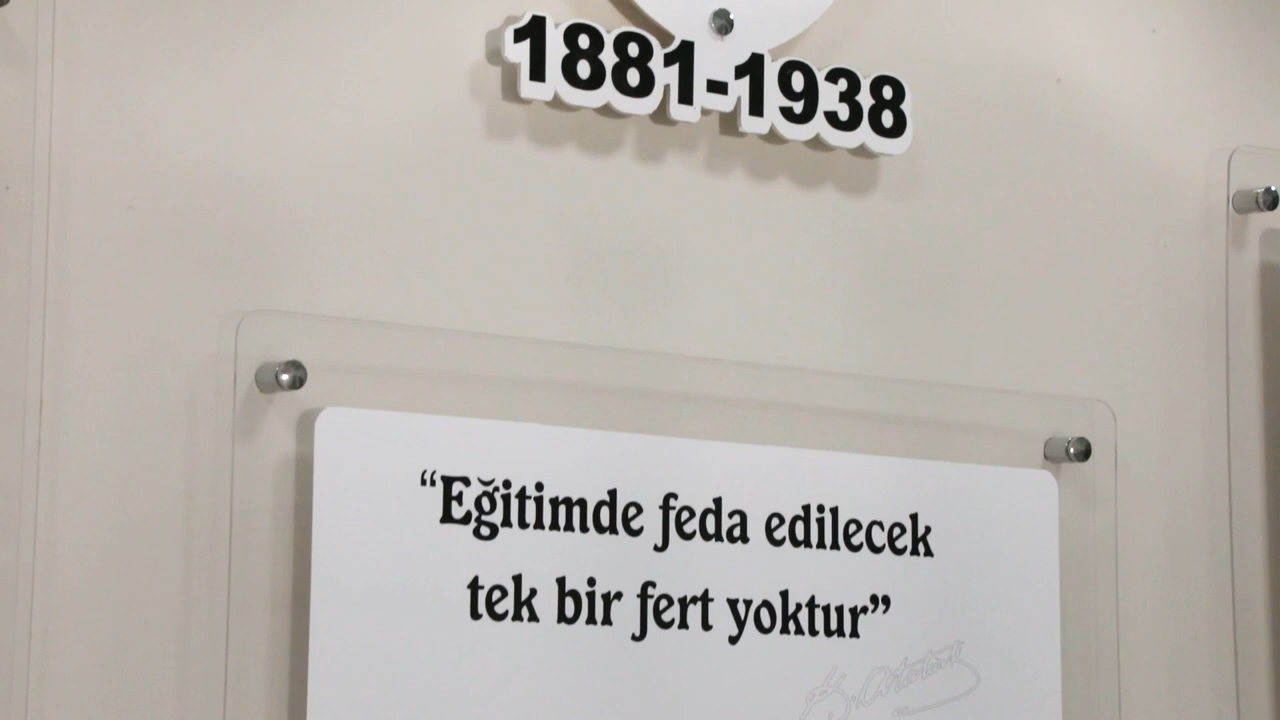 1881-1938
“Eğitimde feda edilecek
tek bir fert yoktur”